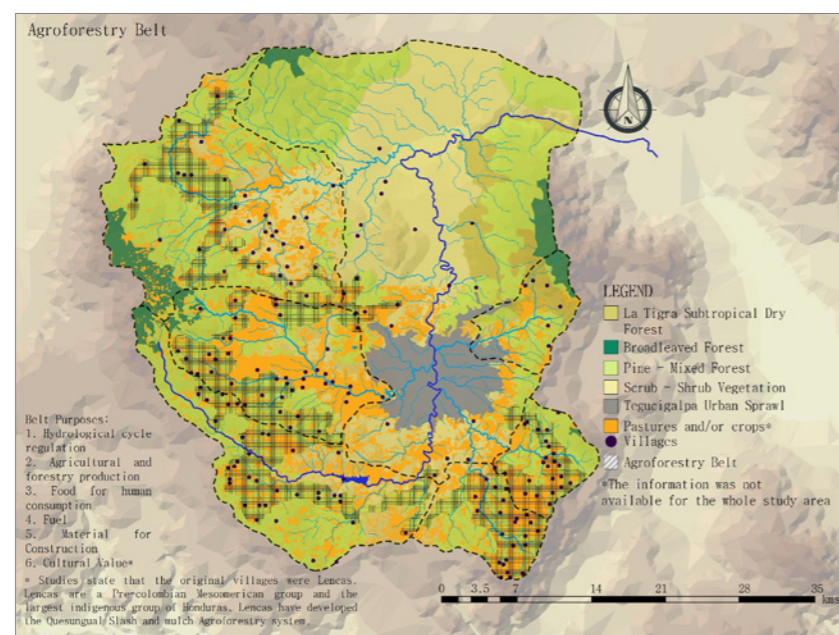 Agroforestry Belt
N
LEGEND
La Tigra Subtropical Dry
Forest
Broadleaved Forest
Pine - Mixed Forest
Scrub - Shrub Vegetation
Tegucigalpa Urban Sprawl
Pastures and/or crops*
Villages
Agroforestry Belt
*The information was not
available for the whole study area
Belt Purposes:
1. Hydrological cycle
regulation
2. Agricultural and
forestry production
3. Food for human
consumption
4. Fuel
5. Material for
Construction
6. Cultural Value*
* Studies state that the original villages were Lencas.
Lencas are a Pre-colombian Mesoamerican group and the
largest indigenous group of Honduras. Lencas have developed
the Quesungual Slash and mulch Agroforestry system.
0 3.5 7 14 21 28 35
kms